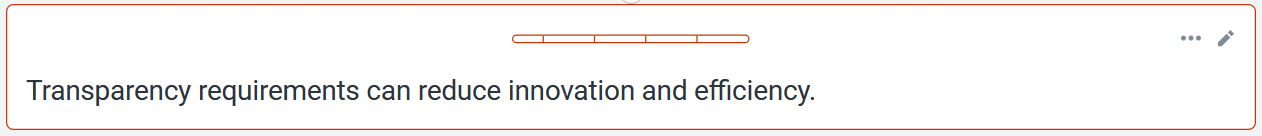 Transparency requirements can reduce innovation and efficiency.